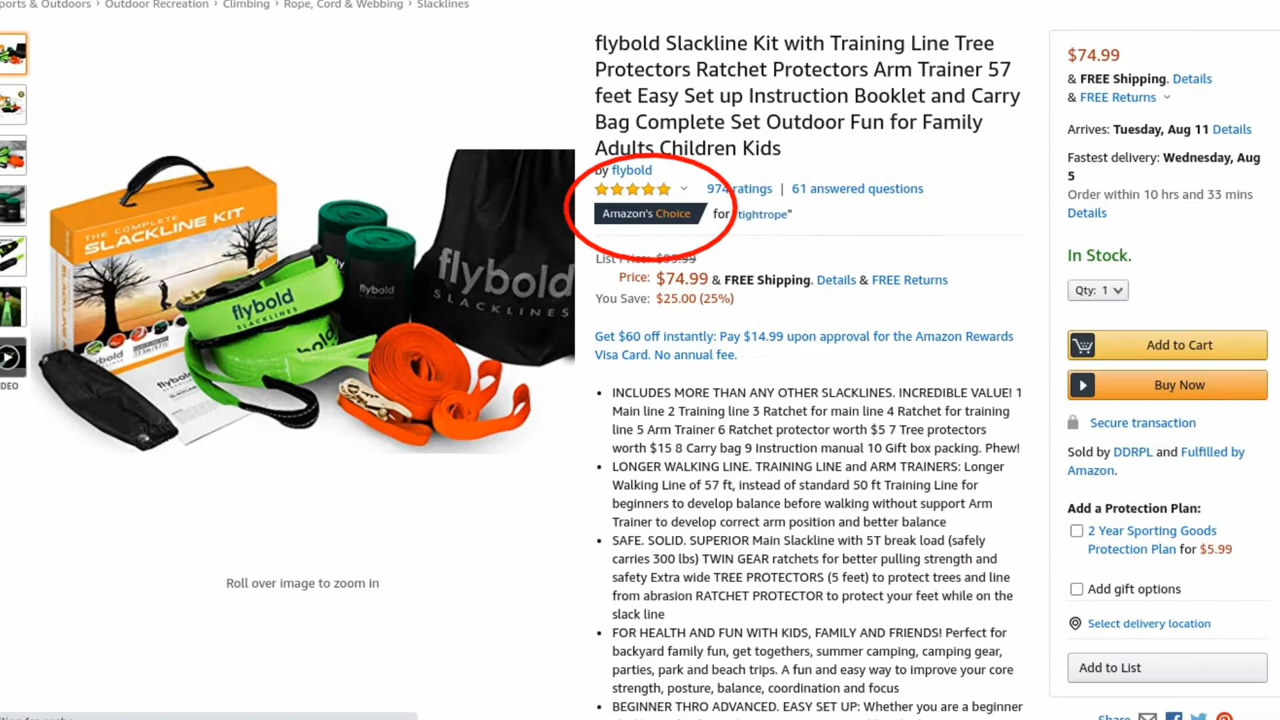 ports & Outdoors › Outdoor Recreation › Climbing › Rope, Cord & Webbing › Slacklines
flybold Slackline Kit with Training Line Tree
Protectors Ratchet Protectors Arm Trainer 57
feet Easy Set up Instruction Booklet and Carry
Bag Complete Set Outdoor Fun for Family
Adults Children Kids
by flybold
974 ratings | 61 answered questions
Amazon's Choice for "tightrope"
List Price: $99.99
Price: $74.99 & FREE Shipping. Details & FREE Returns
You Save: $25.00 (25%)
Get $60 off instantly: Pay $14.99 upon approval for the Amazon Rewards
Visa Card. No annual fee.
• INCLUDES MORE THAN ANY OTHER SLACKLINES. INCREDIBLE VALUE! 1
Main line 2 Training line 3 Ratchet for main line 4 Ratchet for training
line 5 Arm Trainer 6 Ratchet protector worth $5 7 Tree protectors
worth $15 8 Carry bag 9 Instruction manual 10 Gift box packing. Phew!
• LONGER WALKING LINE. TRAINING LINE and ARM TRAINERS: Longer
Walking Line of 57 ft, instead of standard 50 ft Training Line for
beginners to develop balance before walking without support Arm
Trainer to develop correct arm position and better balance
• SAFE. SOLID. SUPERIOR Main Slackline with 5T break load (safely
carries 300 lbs) TWIN GEAR ratchets for better pulling strength and
safety Extra wide TREE PROTECTORS (5 feet) to protect trees and line
from abrasion RATCHET PROTECTOR to protect your feet while on the
slack line
• FOR HEALTH AND FUN WITH KIDS, FAMILY AND FRIENDS! Perfect for
backyard family fun, get togethers, summer camping, camping gear,
parties, park and beach trips. A fun and easy way to improve your core
strength, posture, balance, coordination and focus
• BEGINNER THRO ADVANCED. EASY SET UP: Whether you are a beginner
$74.99
& FREE Shipping. Details
& FREE Returns
Arrives: Tuesday, Aug 11 Details
Fastest delivery: Wednesday, Aug
5
Order within 10 hrs and 33 mins
Details
In Stock.
Qty: 1
Add to Cart
Buy Now
Secure transaction
Sold by DDRPL and Fulfilled by
Amazon.
Add a Protection Plan:
2 Year Sporting Goods
Protection Plan for $5.99
Add gift options
Select delivery location
Add to List
Share
THE COMPLETE
SLACKLINE KIT
flybold
SLACKLINES
flybold
SLACKLINES
Roll over image to zoom in
DEO